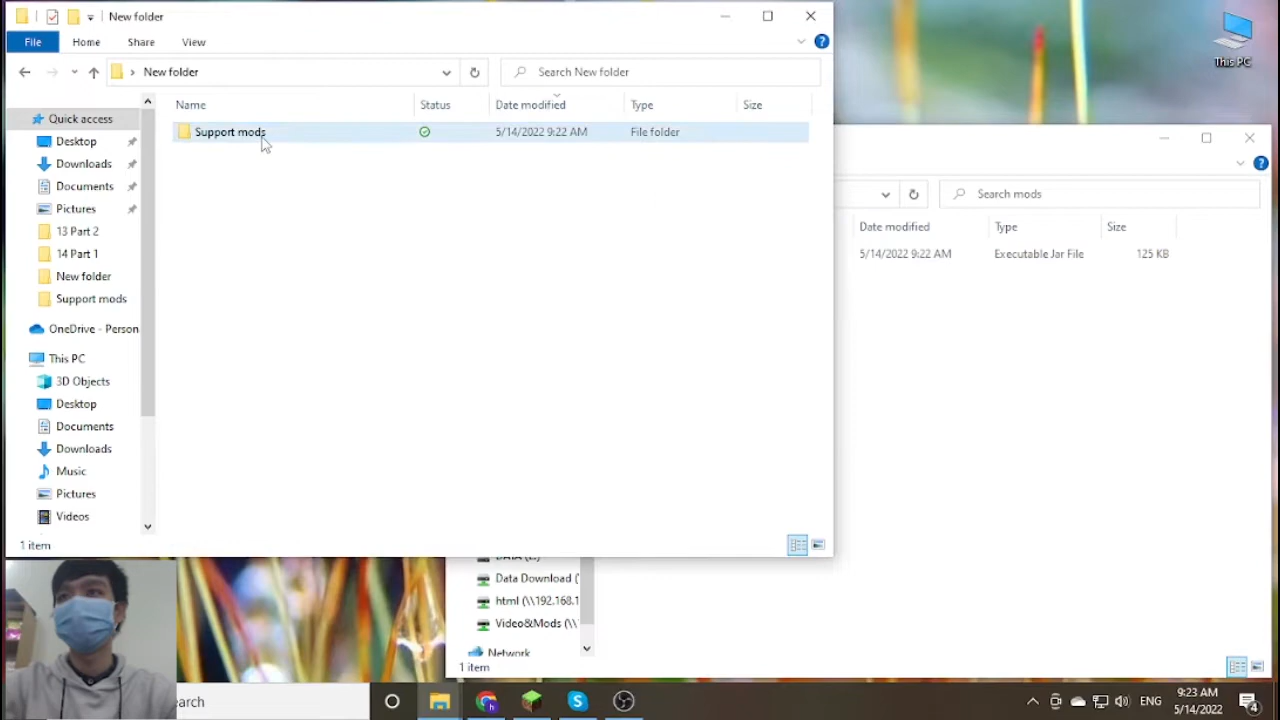 New folder
File Home Share View
New folder
Search New folder
Name Status Date modified Type Size
Support mods 5/14/2022 9:22 AM File folder
Quick access
Desktop
Downloads
Documents
Pictures
13 Part 2
14 Part 1
New folder
Support mods
OneDrive - Person
This PC
3D Objects
Desktop
Documents
Downloads
Music
Pictures
Videos
1 item
This PC
Search mods
Date modified Type Size
5/14/2022 9:22 AM Executable Jar File 125 KB
Data Download ('
html (\\192.168.1
Video&Mods (\\'
Network
1 item
earch
ENG
9:23 AM
5/14/2022
4